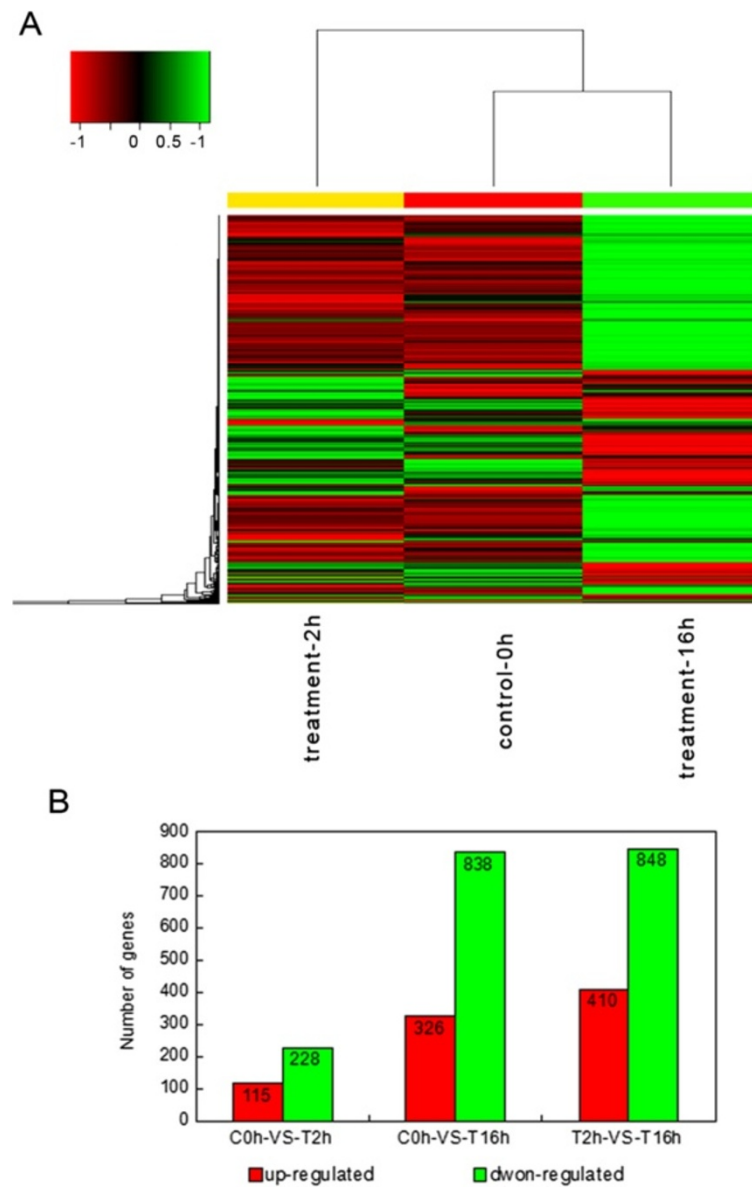 A
-1 0 0.5 -1
treatment-2h
control-0h
treatment-16h
B
Number of genes
900
800
700
600
500
400
300
200
100
0
115
228
326
838
410
848
C0h-VS-T2h C0h-VS-T16h T2h-VS-T16h
up-regulated dwon-regulated